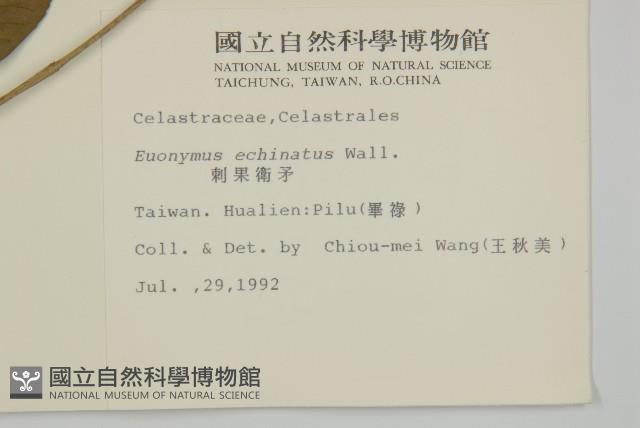 國立自然科學博物館
NATIONAL MUSEUM OF NATURAL SCIENCE
TAICHUNG, TAIWAN, R.O.CHINA
Celastraceae,Celastrales
Euonymus echinatus Wall.
刺果衛矛
Taiwan. Hualien:Pilu(畢祿)
Coll. & Det. by Chiou-mei Wang(王秋美)
Jul. ,29,1992
國立自然科學博物館
NATIONAL MUSEUM OF NATURAL SCIENCE